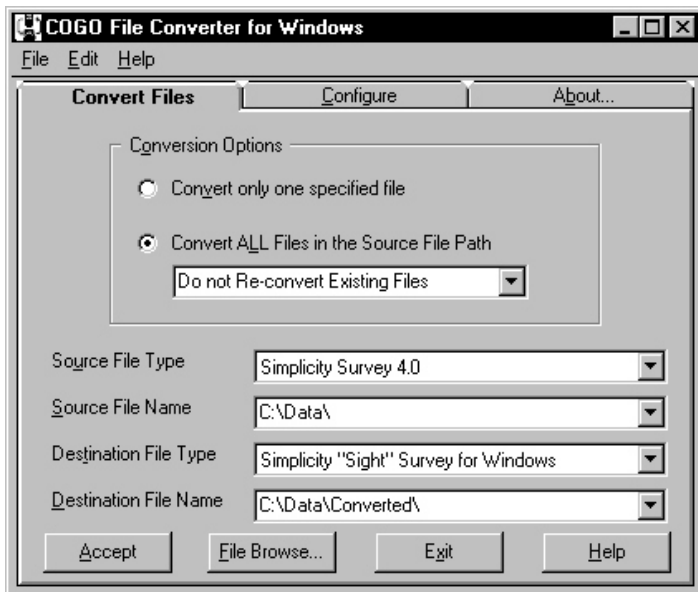 COGO File Converter for Windows
File Edit Help
Convert Files Configure About...
Conversion Options
Convert only one specified file
Convert ALL Files in the Source File Path
Do not Re-convert Existing Files
Source File Type Simplicity Survey 4.0
Source File Name C:\Data\
Destination File Type Simplicity "Sight" Survey for Windows
Destination File Name C:\Data\Converted\
Accept File Browse... Exit Help